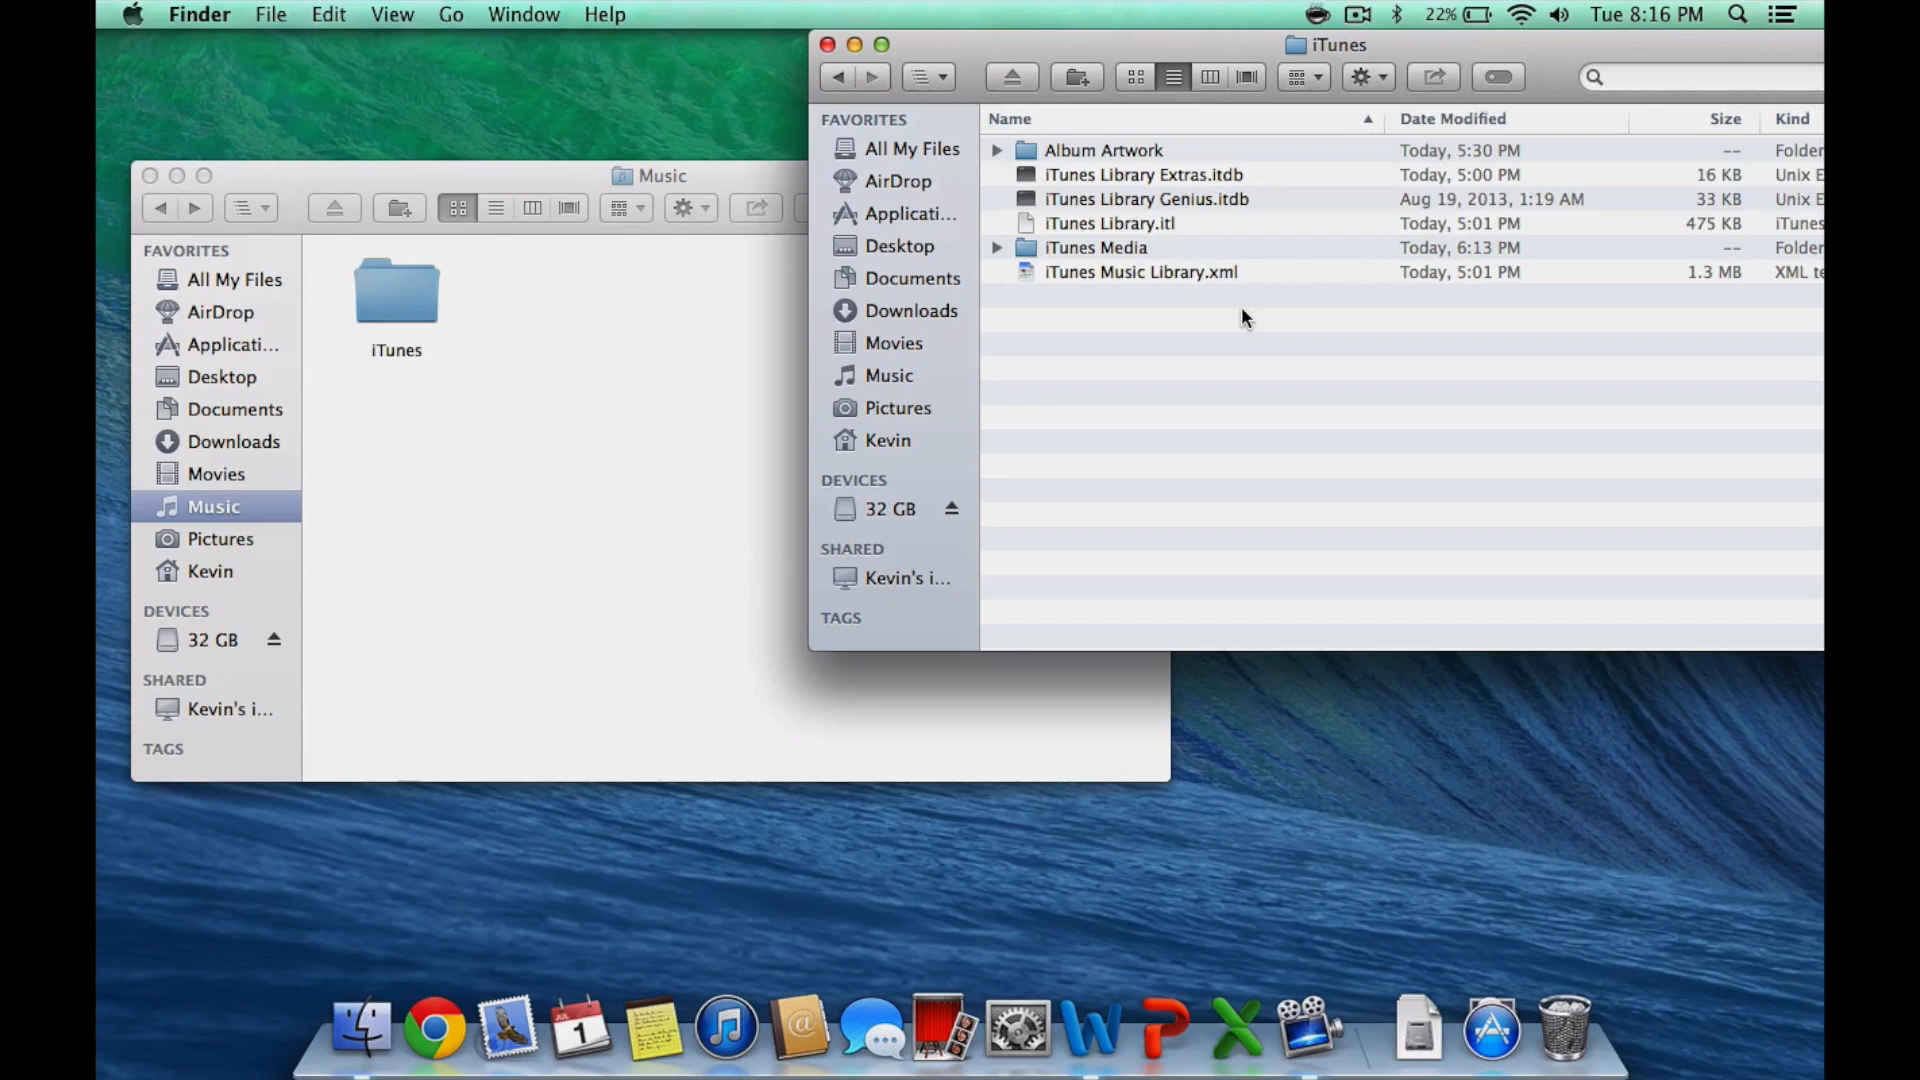 Finder File Edit View Go Window Help 22% Tue 8:16 PM
iTunes
Name Date Modified Size Kind
FAVORITES
All My Files
AirDrop
Applicati...
Desktop
Documents
Downloads
Movies
Music
Pictures
Kevin
DEVICES
32 GB
SHARED
Kevin's i...
TAGS
Album Artwork Today, 5:30 PM -- Folder
iTunes Library Extras.itdb Today, 5:00 PM 16 KB Unix E
iTunes Library Genius.itdb Aug 19, 2013, 1:19 AM 33 KB Unix E
iTunes Library.itl Today, 5:01 PM 475 KB iTunes
iTunes Media Today, 6:13 PM -- Folder
iTunes Music Library.xml Today, 5:01 PM 1.3 MB XML te
Music
FAVORITES
All My Files
AirDrop
Applicati...
Desktop
Documents
Downloads
Movies
Music
Pictures
Kevin
DEVICES
32 GB
SHARED
Kevin's i...
TAGS
iTunes
JUL
1
@
W
P
X